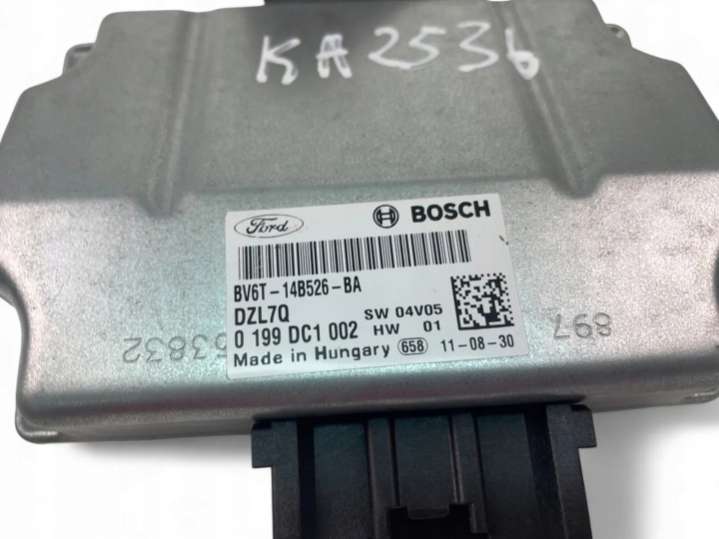 KA2536
Ford BOSCH
BV6T-14B526-BA
DZL7Q SW 04V05
0 199 DC1 002 HW 01
Made in Hungary 658 11-08-30
897
53832